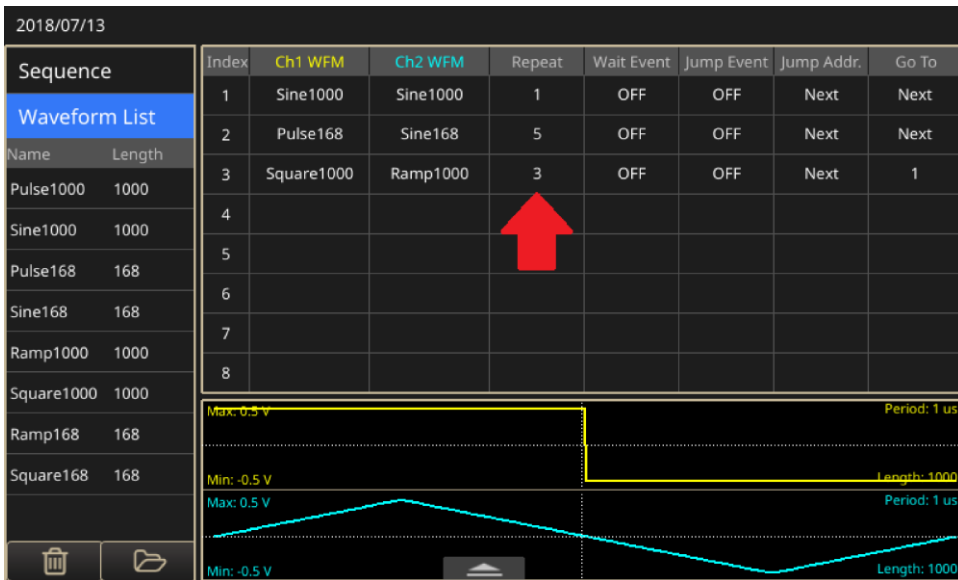 2018/07/13
Sequence
Waveform List
Name Length
Pulse1000 1000
Sine1000 1000
Pulse168 168
Sine168 168
Ramp1000 1000
Square1000 1000
Ramp168 168
Square168 168
Index Ch1 WFM Ch2 WFM Repeat Wait Event Jump Event Jump Addr. Go To
1 Sine1000 Sine1000 1 OFF OFF Next Next
2 Pulse168 Sine168 5 OFF OFF Next Next
3 Square1000 Ramp1000 3 OFF OFF Next 1
4
5
6
7
8
Max: 0.5 V Period: 1 us
Min: -0.5 V Length: 1000
Max: 0.5 V Period: 1 us
Min: -0.5 V Length: 1000